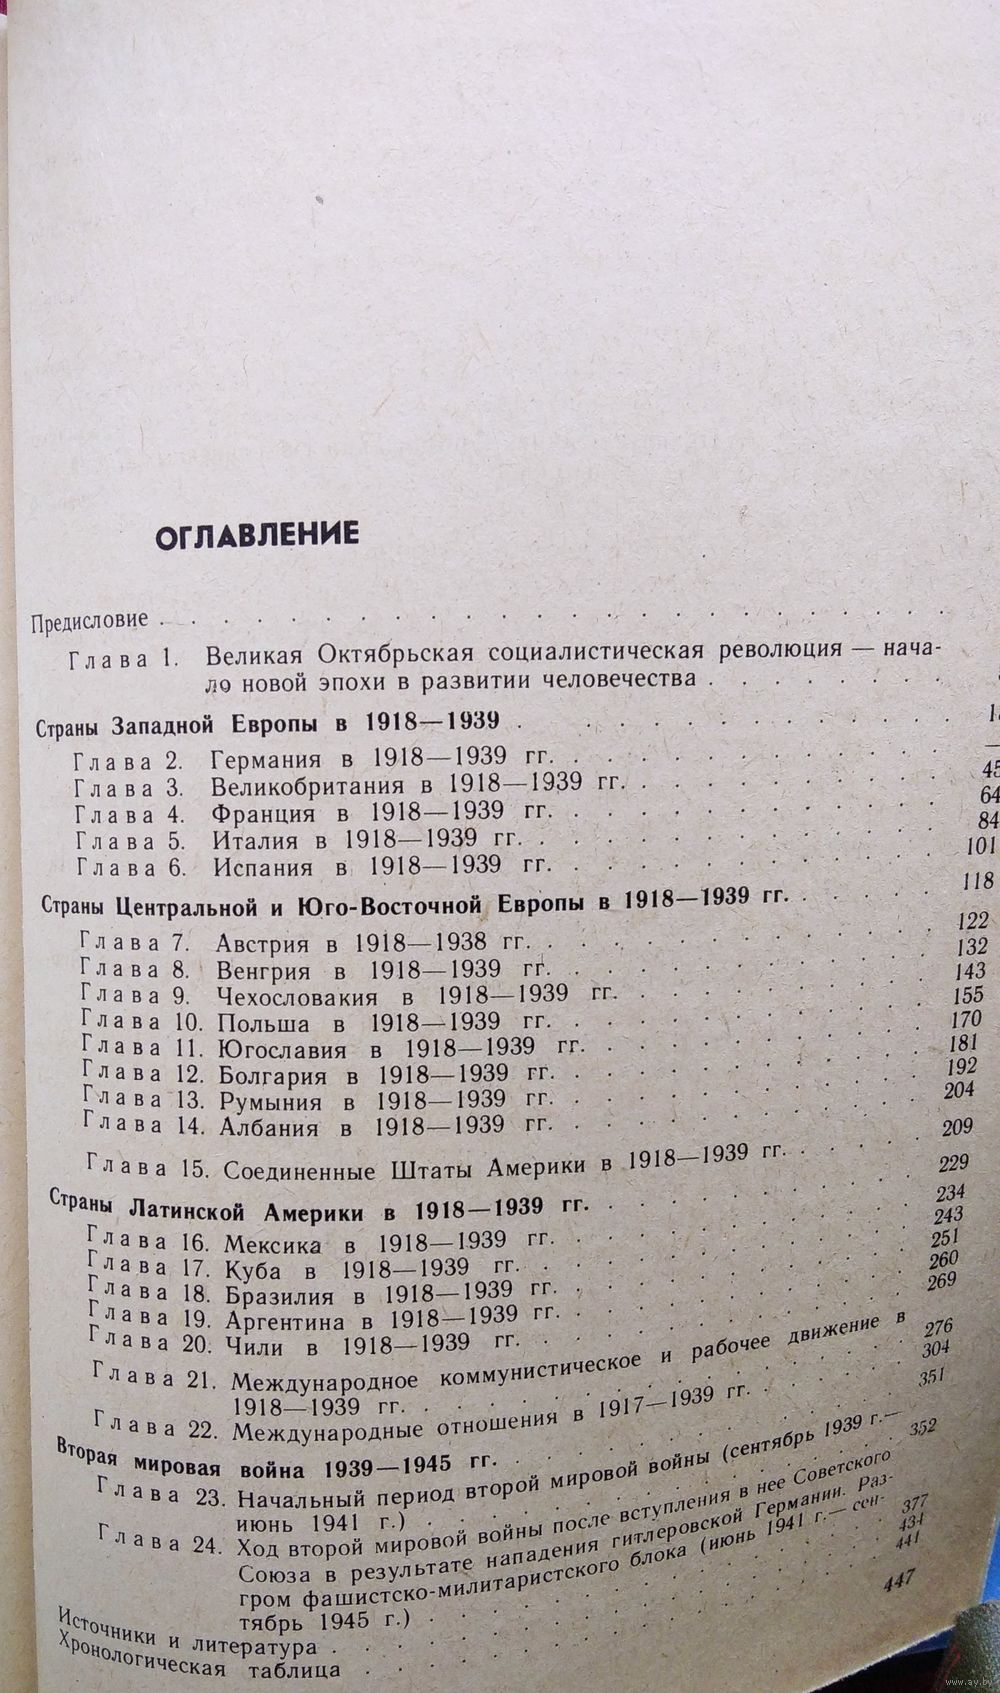 ОГЛАВЛЕНИЕ
Предисловие . . . . . . . . . . . . . . . . . . . . . . . . .
Глава 1. Великая Октябрьская социалистическая революция — нача-
ло новой эпохи в развитии человечества . . . . . . . .
Страны Западной Европы в 1918—1939 . . . . . . . . . . . . .
Глава 2. Германия в 1918—1939 гг. . . . . . . . . . . . . —
Глава 3. Великобритания в 1918—1939 гг. . . . . . . . . . . 45
Глава 4. Франция в 1918—1939 гг. . . . . . . . . . . . . 64
Глава 5. Италия в 1918—1939 гг. . . . . . . . . . . . . . 84
Глава 6. Испания в 1918—1939 гг. . . . . . . . . . . . . 101
Страны Центральной и Юго-Восточной Европы в 1918—1939 гг. . . . . . 118
Глава 7. Австрия в 1918—1938 гг. . . . . . . . . . . . . 122
Глава 8. Венгрия в 1918—1939 гг. . . . . . . . . . . . . 132
Глава 9. Чехословакия в 1918—1939 гг. . . . . . . . . . . 143
Глава 10. Польша в 1918—1939 гг. . . . . . . . . . . . . 155
Глава 11. Югославия в 1918—1939 гг. . . . . . . . . . . . 170
Глава 12. Болгария в 1918—1939 гг. . . . . . . . . . . . 181
Глава 13. Румыния в 1918—1939 гг. . . . . . . . . . . . 192
Глава 14. Албания в 1918—1939 гг. . . . . . . . . . . . 204
Глава 15. Соединенные Штаты Америки в 1918—1939 гг. . . . . . 209
Страны Латинской Америки в 1918—1939 гг. . . . . . . . . . . 229
Глава 16. Мексика в 1918—1939 гг. . . . . . . . . . . . 234
Глава 17. Куба в 1918—1939 гг. . . . . . . . . . . . . 243
Глава 18. Бразилия в 1918—1939 гг. . . . . . . . . . . . 251
Глава 19. Аргентина в 1918—1939 гг. . . . . . . . . . . . 260
Глава 20. Чили в 1918—1939 гг. . . . . . . . . . . . . 269
Глава 21. Международное коммунистическое и рабочее движение в
1918—1939 гг. . . . . . . . . . . . . . . . . 276
Глава 22. Международные отношения в 1917—1939 гг. . . . . . . 304
Вторая мировая война 1939—1945 гг. . . . . . . . . . . . . 351
Глава 23. Начальный период второй мировой войны (сентябрь 1939 г.—
июнь 1941 г.) . . . . . . . . . . . . . . . . 352
Глава 24. Ход второй мировой войны после вступления в нее Советского
Союза в результате нападения гитлеровской Германии. Раз-
гром фашистско-милитаристского блока (июнь 1941 г.— сен-
тябрь 1945 г.) . . . . . . . . . . . . . . . . 377
Источники и литература . . . . . . . . . . . . . . . . 434
Хронологическая таблица . . . . . . . . . . . . . . . . 441
447
www.ay.by